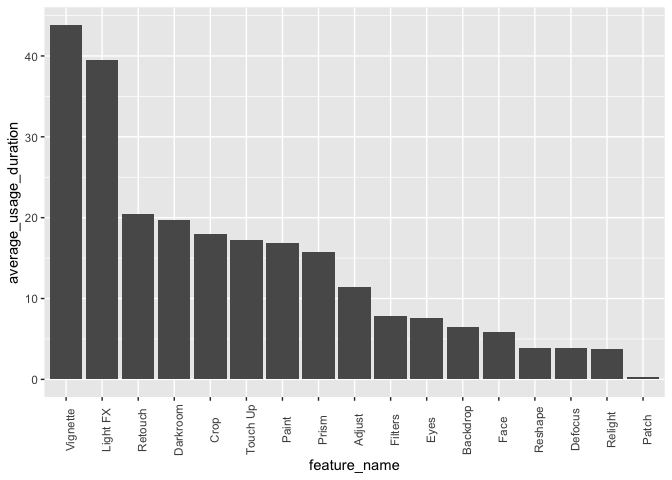 average_usage_duration
40
30
20
10
0
Vignette
Light FX
Retouch
Darkroom
Crop
Touch Up
Paint
Prism
Adjust
Filters
Eyes
Backdrop
Face
Reshape
Defocus
Relight
Patch
feature_name